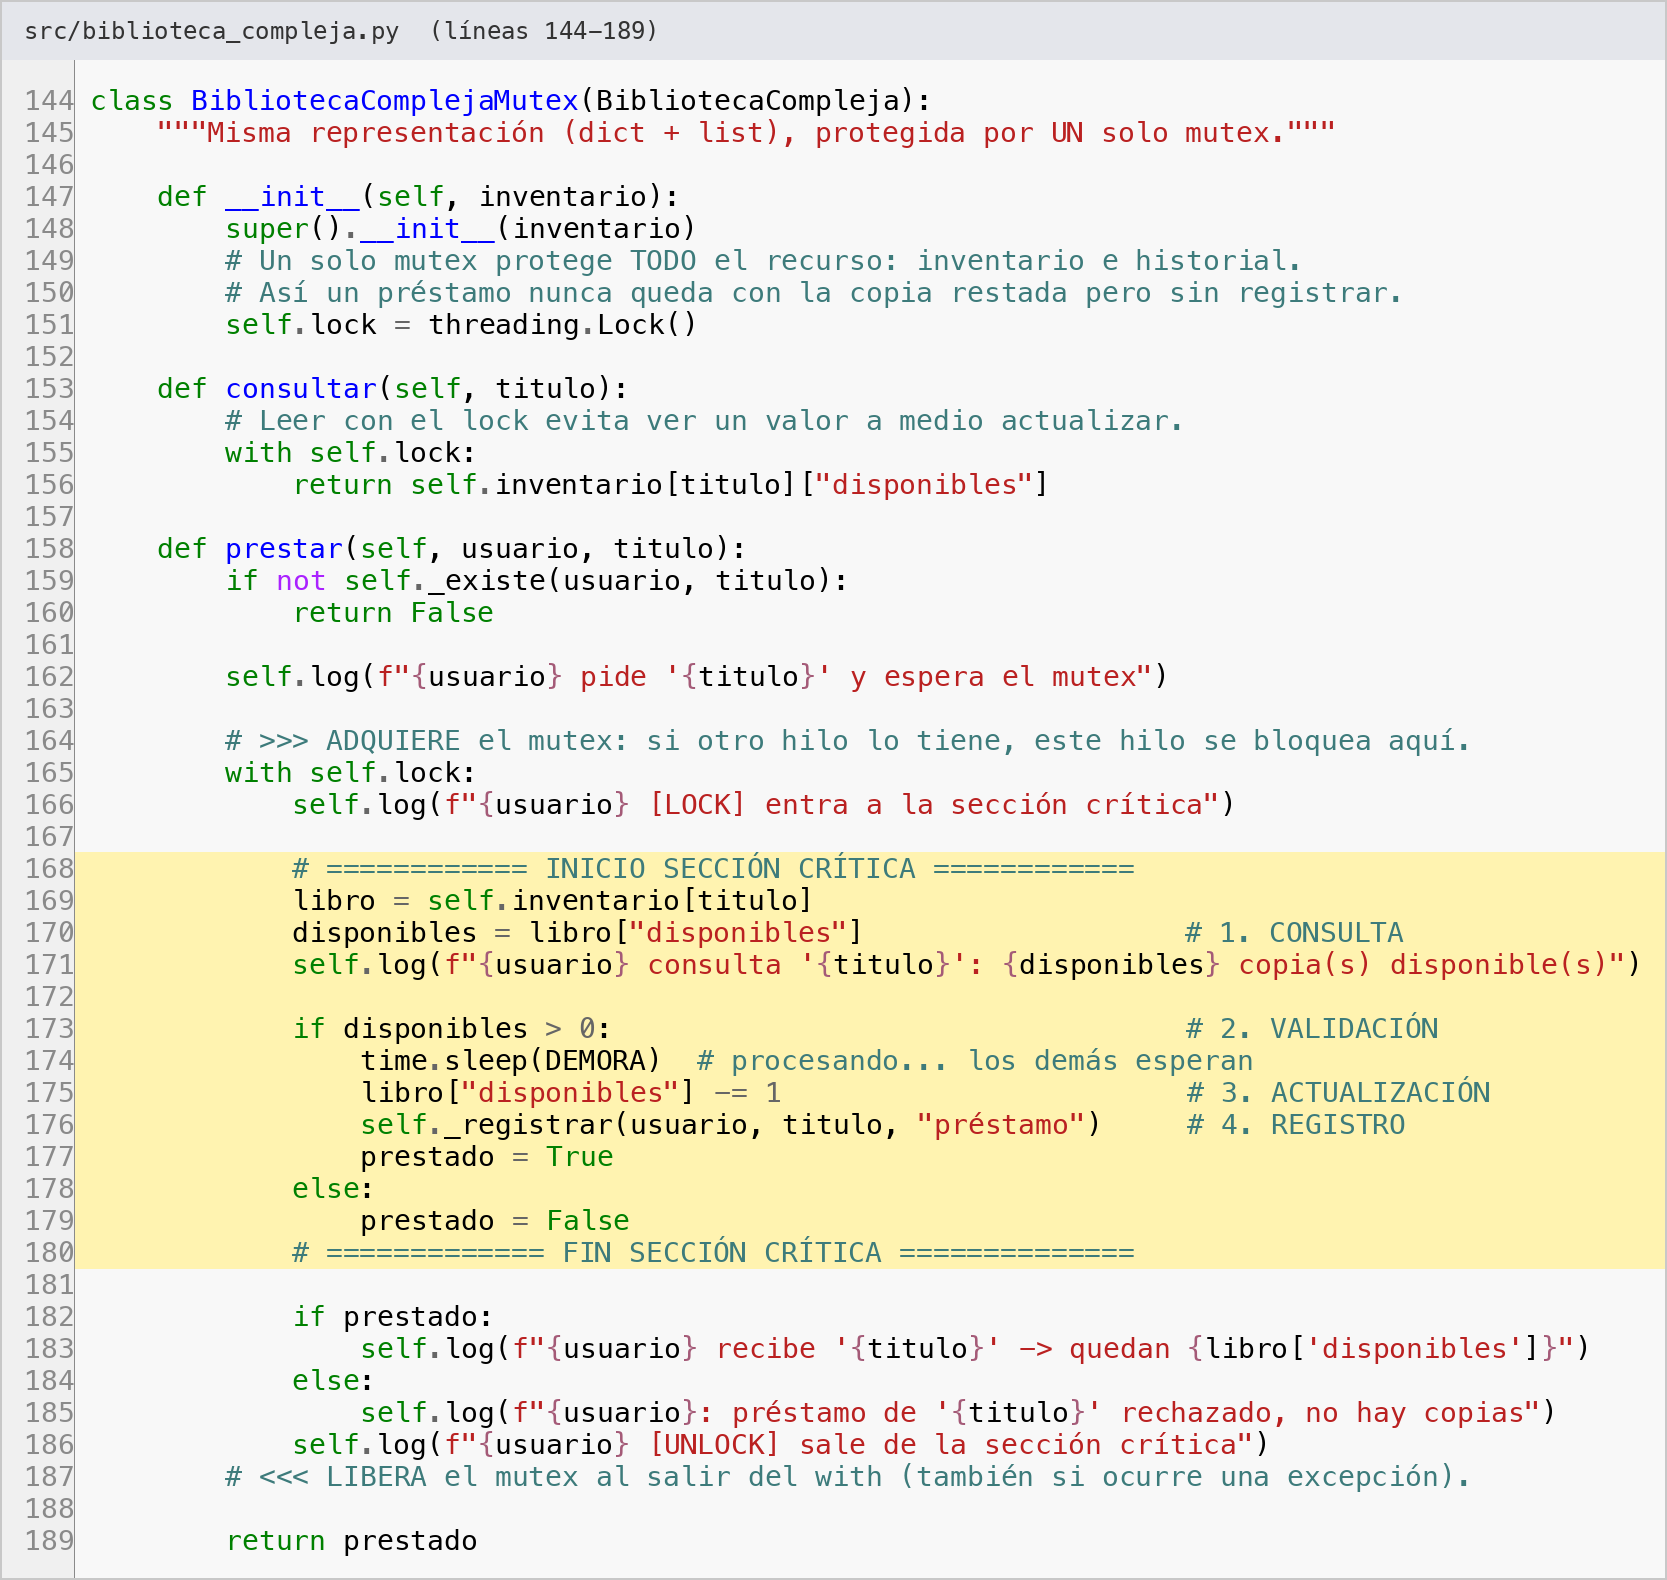 src/biblioteca_compleja.py  (líneas 144–189)
144 class BibliotecaComplejaMutex(BibliotecaCompleja):
145     """Misma representación (dict + list), protegida por UN solo mutex."""
146
147     def __init__(self, inventario):
148         super().__init__(inventario)
149         # Un solo mutex protege TODO el recurso: inventario e historial.
150         # Así un préstamo nunca queda con la copia restada pero sin registrar.
151         self.lock = threading.Lock()
152
153     def consultar(self, titulo):
154         # Leer con el lock evita ver un valor a medio actualizar.
155         with self.lock:
156             return self.inventario[titulo]["disponibles"]
157
158     def prestar(self, usuario, titulo):
159         if not self._existe(usuario, titulo):
160             return False
161
162         self.log(f"{usuario} pide '{titulo}' y espera el mutex")
163
164         # >>> ADQUIERE el mutex: si otro hilo lo tiene, este hilo se bloquea aquí.
165         with self.lock:
166             self.log(f"{usuario} [LOCK] entra a la sección crítica")
167
168             # ============ INICIO SECCIÓN CRÍTICA ============
169             libro = self.inventario[titulo]
170             disponibles = libro["disponibles"]                   # 1. CONSULTA
171             self.log(f"{usuario} consulta '{titulo}': {disponibles} copia(s) disponible(s)")
172
173             if disponibles > 0:                                  # 2. VALIDACIÓN
174                 time.sleep(DEMORA)  # procesando... los demás esperan
175                 libro["disponibles"] -= 1                        # 3. ACTUALIZACIÓN
176                 self._registrar(usuario, titulo, "préstamo")     # 4. REGISTRO
177                 prestado = True
178             else:
179                 prestado = False
180             # ============= FIN SECCIÓN CRÍTICA ==============
181
182             if prestado:
183                 self.log(f"{usuario} recibe '{titulo}' -> quedan {libro['disponibles']}")
184             else:
185                 self.log(f"{usuario}: préstamo de '{titulo}' rechazado, no hay copias")
186             self.log(f"{usuario} [UNLOCK] sale de la sección crítica")
187         # <<< LIBERA el mutex al salir del with (también si ocurre una excepción).
188
189         return prestado